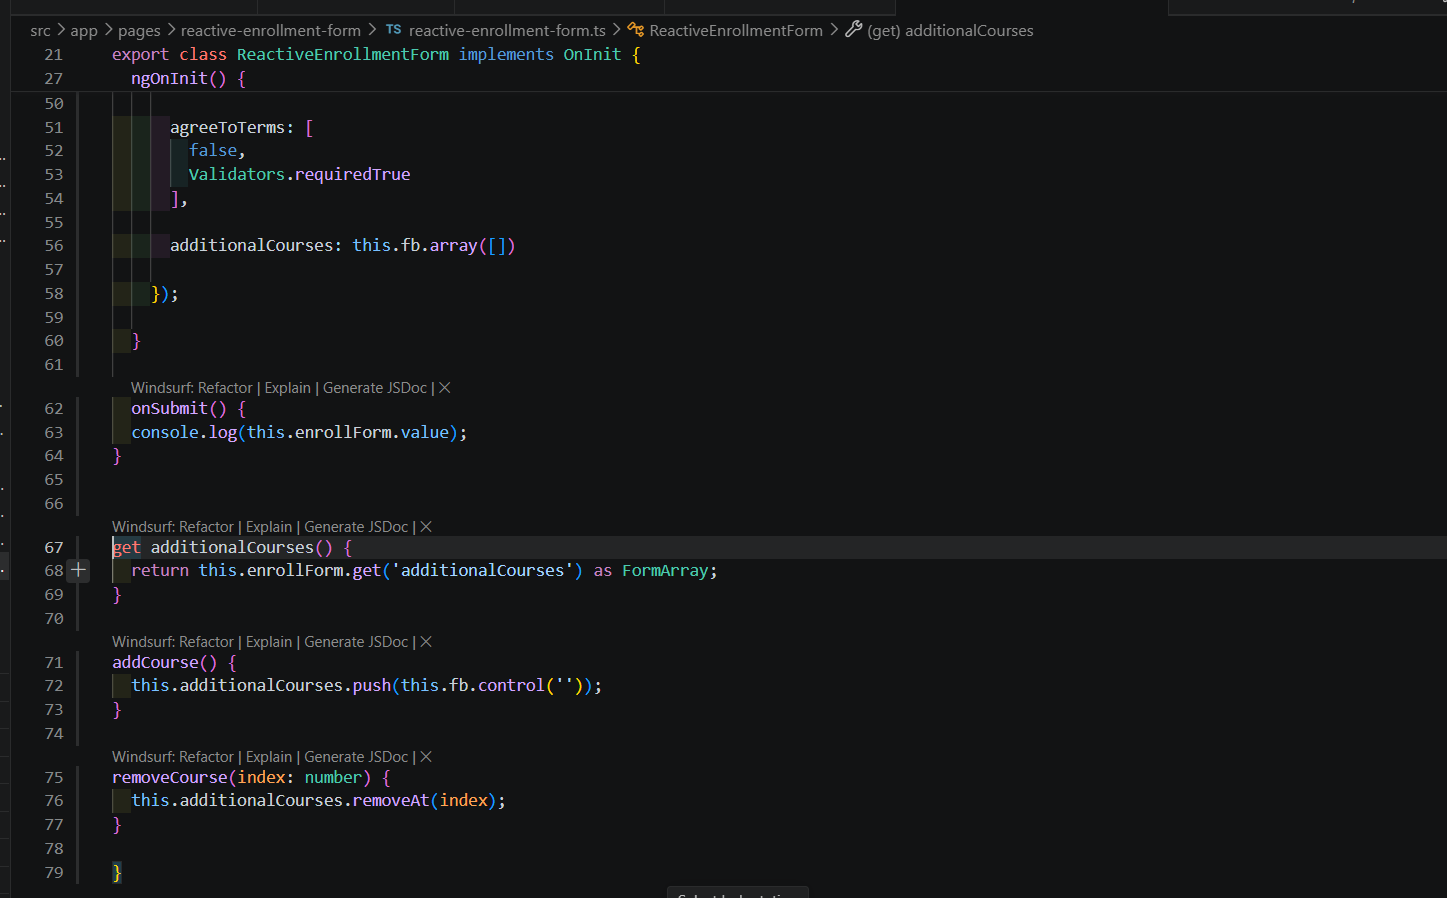 src > app > pages > reactive-enrollment-form > TS reactive-enrollment-form.ts > ReactiveEnrollmentForm > (get) additionalCourses
21 export class ReactiveEnrollmentForm implements OnInit {
27 ngOnInit() {
50
51 agreeToTerms: [
52 false,
53 Validators.requiredTrue
54 ],
55
56 additionalCourses: this.fb.array([])
57
58 });
59
60 }
61
Windsurf: Refactor | Explain | Generate JSDoc | ✕
62 onSubmit() {
63 console.log(this.enrollForm.value);
64 }
65
66
Windsurf: Refactor | Explain | Generate JSDoc | ✕
67 get additionalCourses() {
68 return this.enrollForm.get('additionalCourses') as FormArray;
69 }
70
Windsurf: Refactor | Explain | Generate JSDoc | ✕
71 addCourse() {
72 this.additionalCourses.push(this.fb.control(''));
73 }
74
Windsurf: Refactor | Explain | Generate JSDoc | ✕
75 removeCourse(index: number) {
76 this.additionalCourses.removeAt(index);
77 }
78
79 }